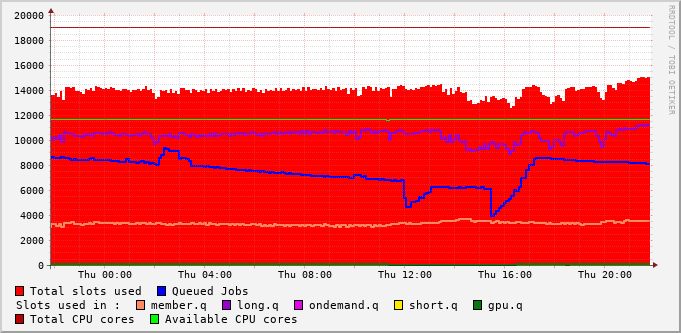 20000
18000
16000
14000
12000
10000
8000
6000
4000
2000
0
Thu 00:00 Thu 04:00 Thu 08:00 Thu 12:00 Thu 16:00 Thu 20:00
Total slots used Queued Jobs
Slots used in : member.q long.q ondemand.q short.q gpu.q
Total CPU cores Available CPU cores
RRDTOOL / TOBI OETIKER